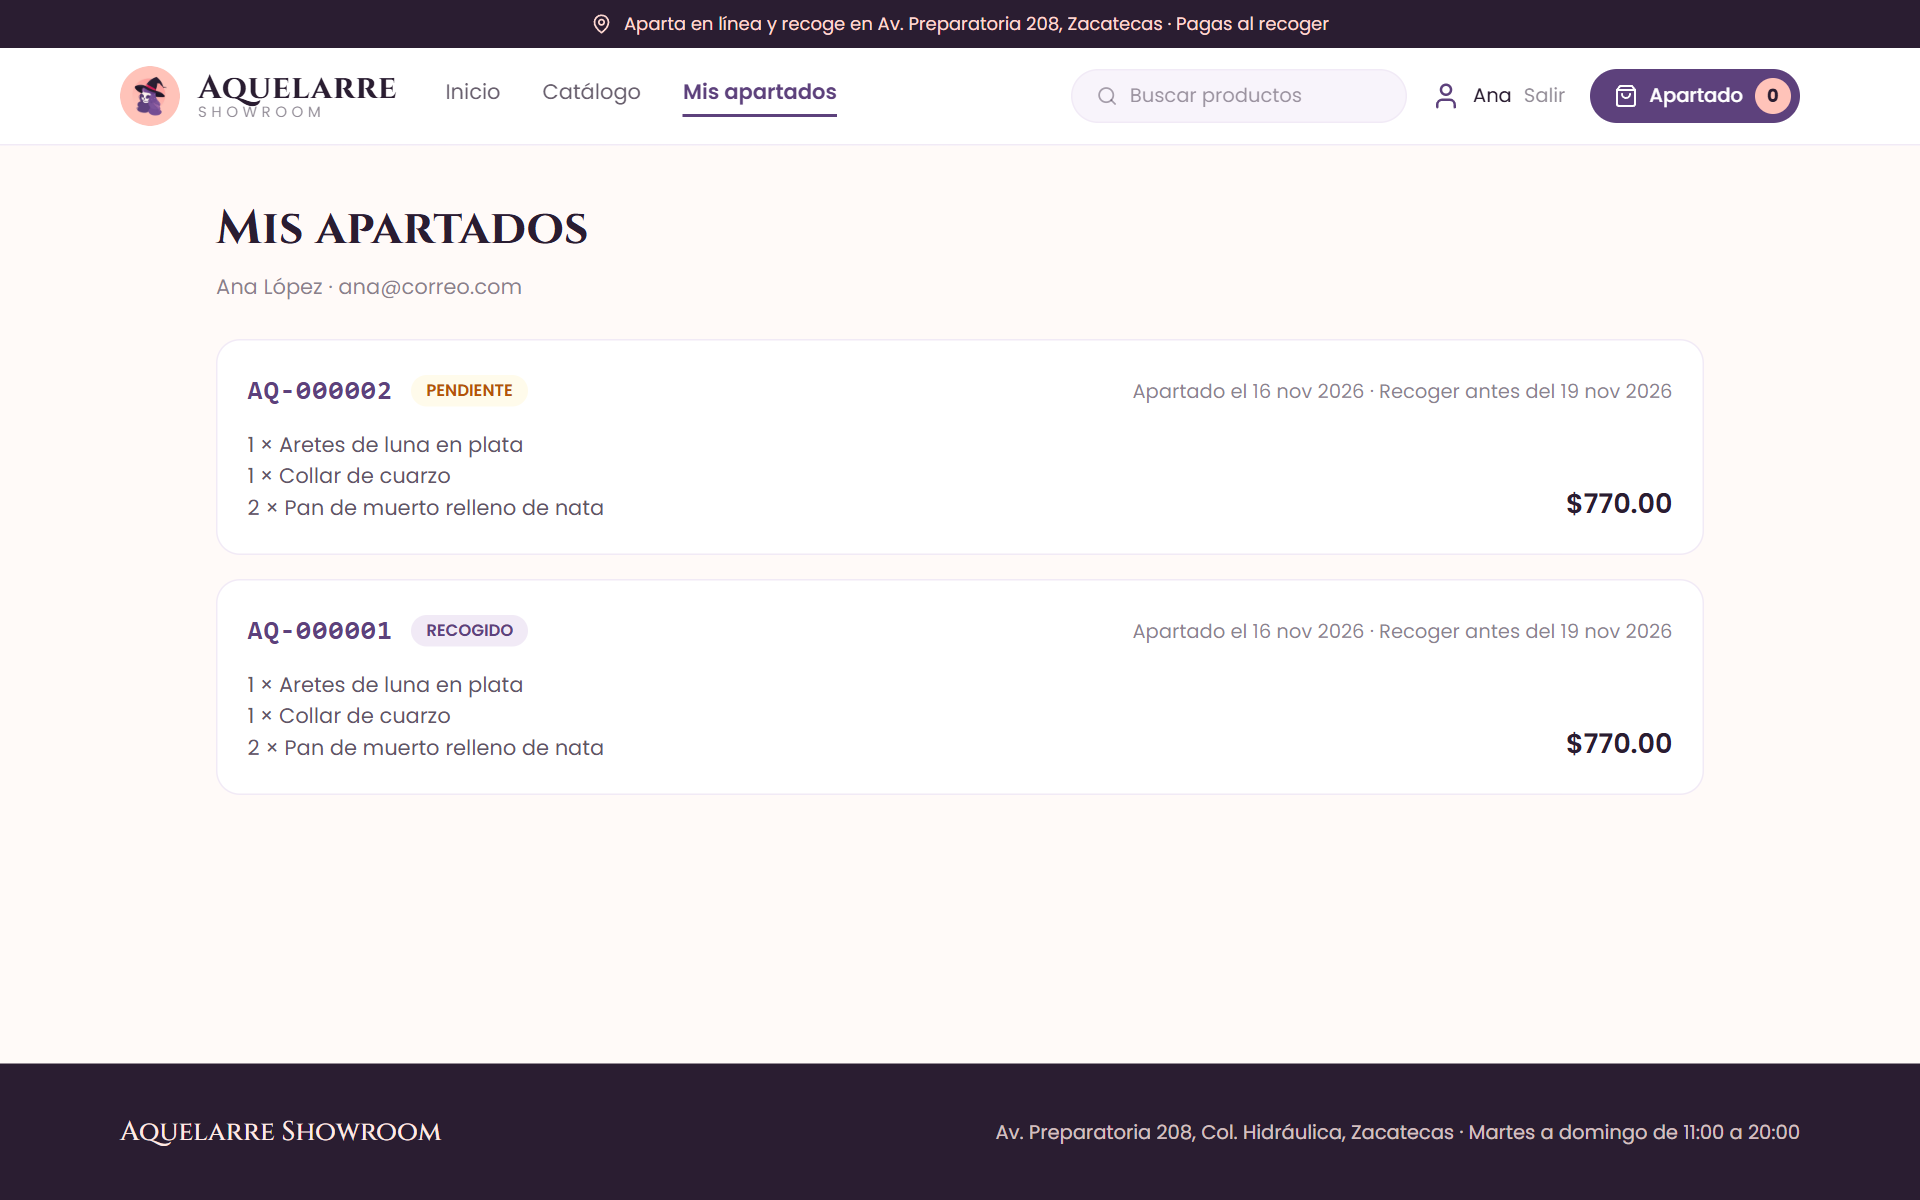 Aparta en línea y recoge en Av. Preparatoria 208, Zacatecas · Pagas al recoger
AQUELARRE
SHOWROOM
Inicio
Catálogo
Mis apartados
Buscar productos
Ana
Salir
Apartado
0
MIS APARTADOS
Ana López · ana@correo.com
AQ-000002
PENDIENTE
Apartado el 16 nov 2026 · Recoger antes del 19 nov 2026
1 × Aretes de luna en plata
1 × Collar de cuarzo
2 × Pan de muerto relleno de nata
$770.00
AQ-000001
RECOGIDO
Apartado el 16 nov 2026 · Recoger antes del 19 nov 2026
1 × Aretes de luna en plata
1 × Collar de cuarzo
2 × Pan de muerto relleno de nata
$770.00
AQUELARRE SHOWROOM
Av. Preparatoria 208, Col. Hidráulica, Zacatecas · Martes a domingo de 11:00 a 20:00